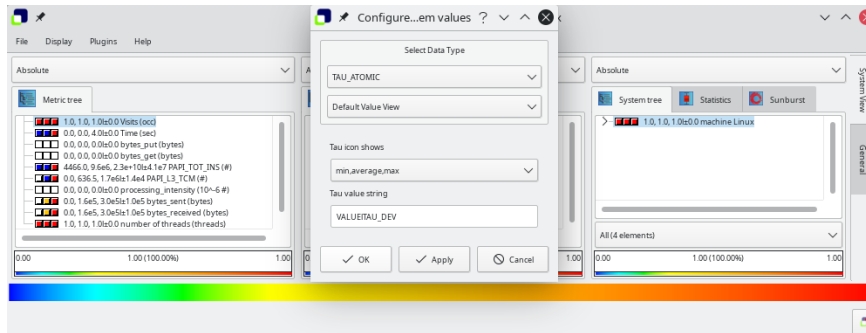 Configure...em values
File Display Plugins Help
Select Data Type
Absolute
TAU_ATOMIC
Absolute
Metric tree
Default Value View
System tree Statistics Sunburst
System View
General
1.0, 1.0, 1.0±0.0 Visits (occ)
0.0, 0.0, 4.0±0.0 Time (sec)
0.0, 0.0, 0.0±0.0 bytes_put (bytes)
0.0, 0.0, 0.0±0.0 bytes_get (bytes)
4466.0, 9.6e6, 2.3e+10±4.1e7 PAPI_TOT_INS (#)
0.0, 636.5, 1.7e6±1.4e4 PAPI_L3_TCM (#)
0.0, 0.0, 0.0±0.0 processing_intensity (10^-6 #)
0.0, 1.6e5, 3.0e5±1.0e5 bytes_sent (bytes)
0.0, 1.6e5, 3.0e5±1.0e5 bytes_received (bytes)
1.0, 1.0, 1.0±0.0 number of threads (threads)
1.0, 1.0, 1.0±0.0 machine Linux
Tau icon shows
min,average,max
Tau value string
VALUE±TAU_DEV
All (4 elements)
OK Apply Cancel
0.00 1.00 (100.00%) 1.00
1.00
0.00 1.00 (100.00%) 1.00